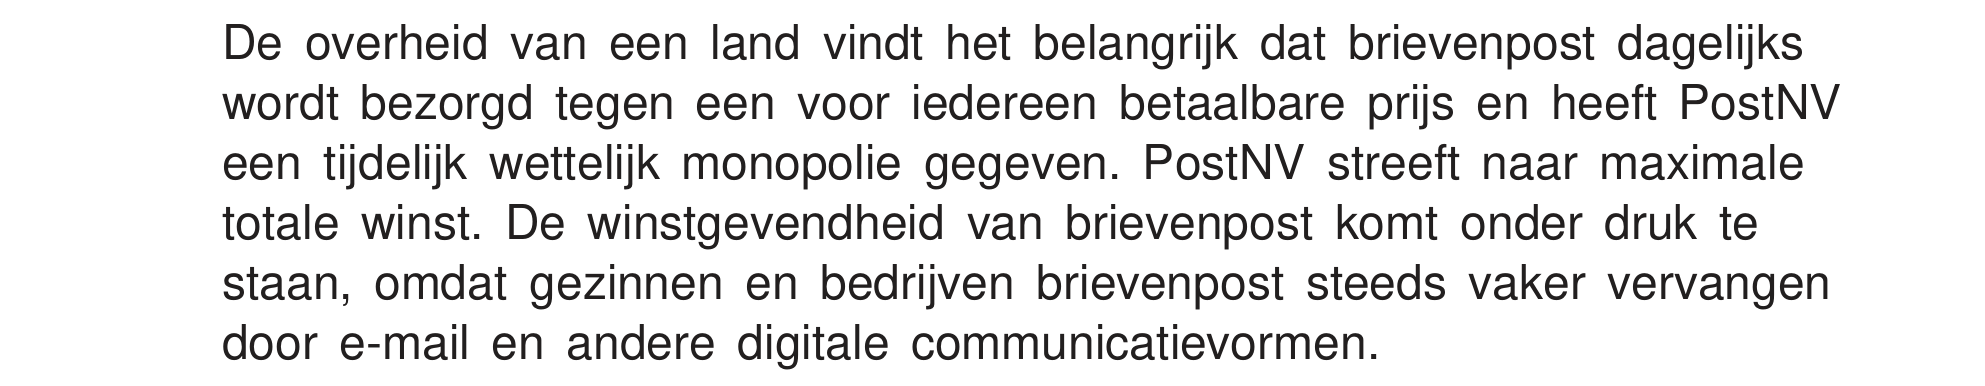 De overheid van een land vindt het belangrijk dat brievenpost dagelijks
wordt bezorgd tegen een voor iedereen betaalbare prijs en heeft PostNV
een tijdelijk wettelijk monopolie gegeven. PostNV streeft naar maximale
totale winst. De winstgevendheid van brievenpost komt onder druk te
staan, omdat gezinnen en bedrijven brievenpost steeds vaker vervangen
door e-mail en andere digitale communicatievormen.